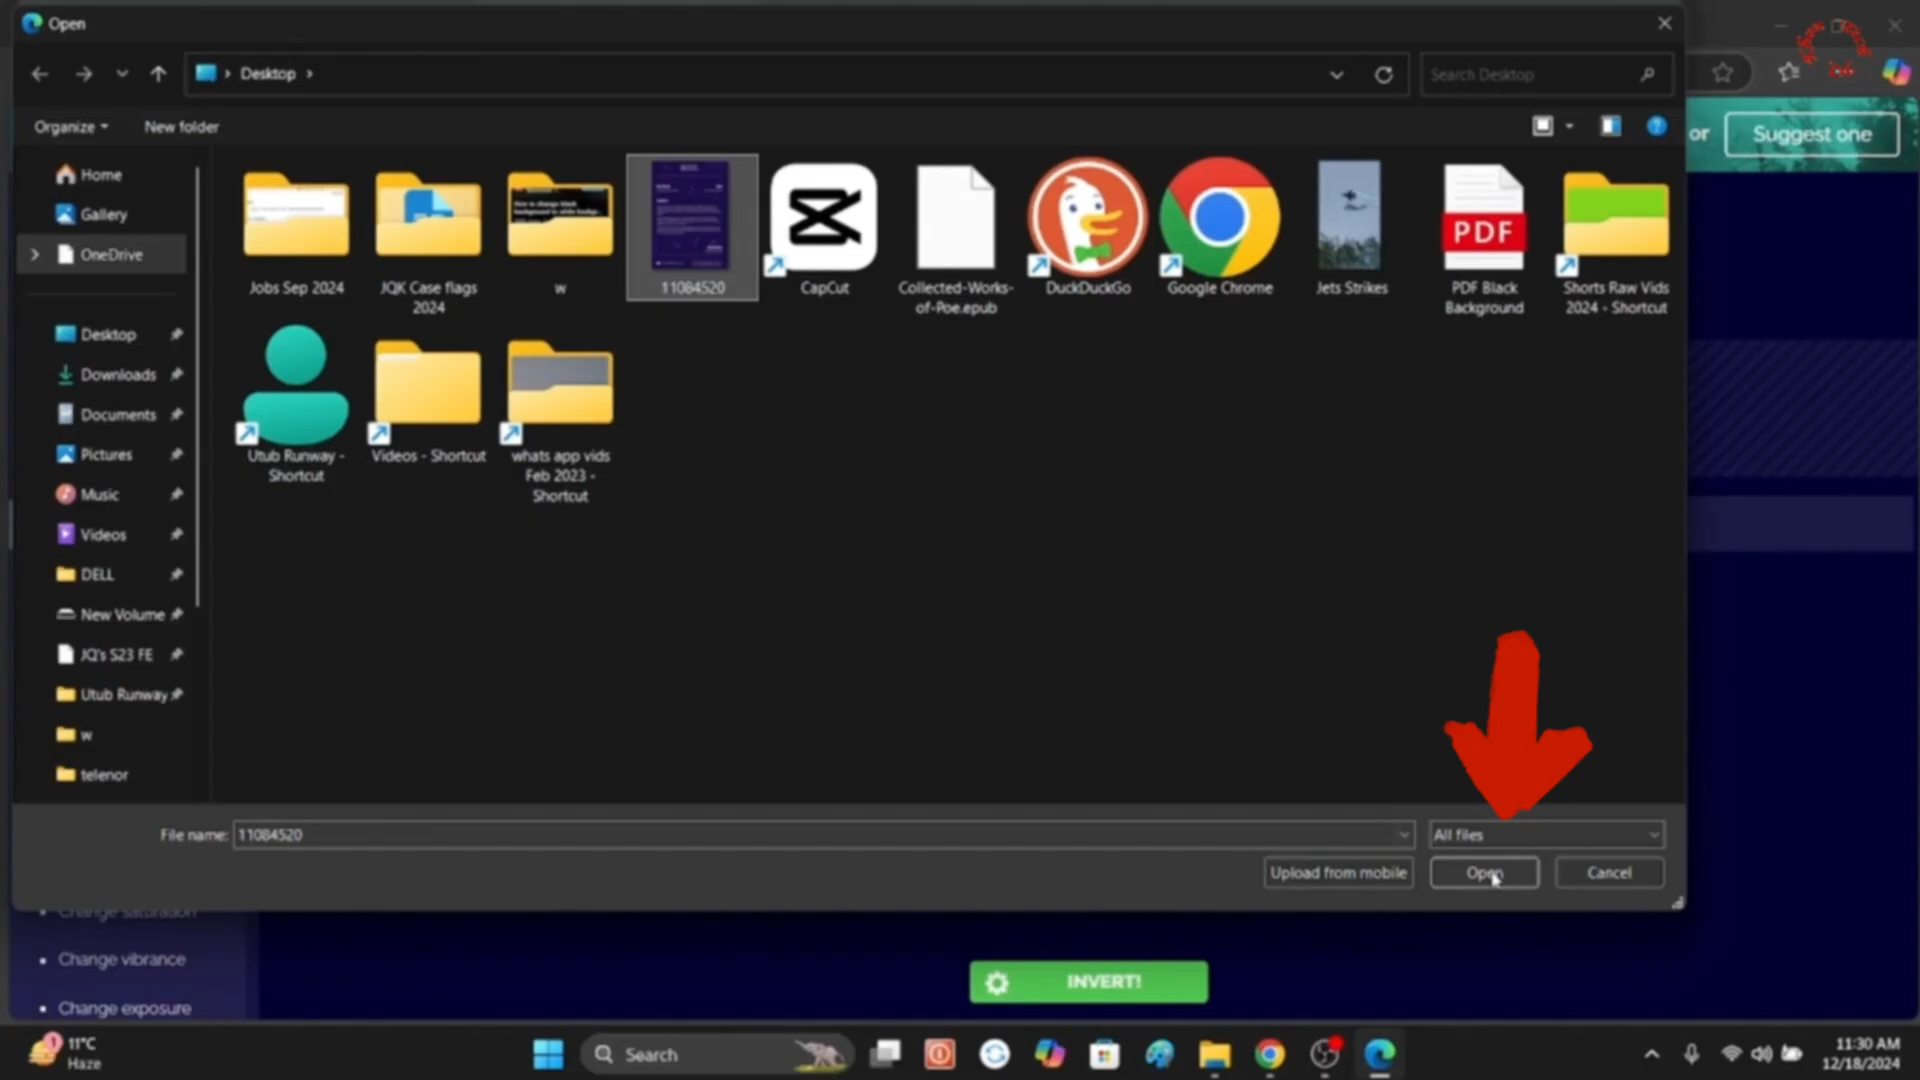 Open
Desktop
Search Desktop
or
Suggest one
Organize
New folder
Home
Gallery
OneDrive
Desktop
Downloads
Documents
Pictures
Music
Videos
DELL
New Volume
JQ's S23 FE
Utub Runway
w
telenor
Jobs Sep 2024
JQK Case flags
2024
w
11084520
CapCut
Collected-Works-
of-Poe.epub
DuckDuckGo
Google Chrome
Jets Strikes
PDF
PDF Black
Background
Shorts Raw Vids
2024 - Shortcut
Utub Runway -
Shortcut
Videos - Shortcut
whats app vids
Feb 2023 -
Shortcut
File name: 11084520
All files
Upload from mobile
Open
Cancel
Change saturation
Change vibrance
Change exposure
INVERT!
1
11°C
Haze
Search
11:30 AM
12/18/2024